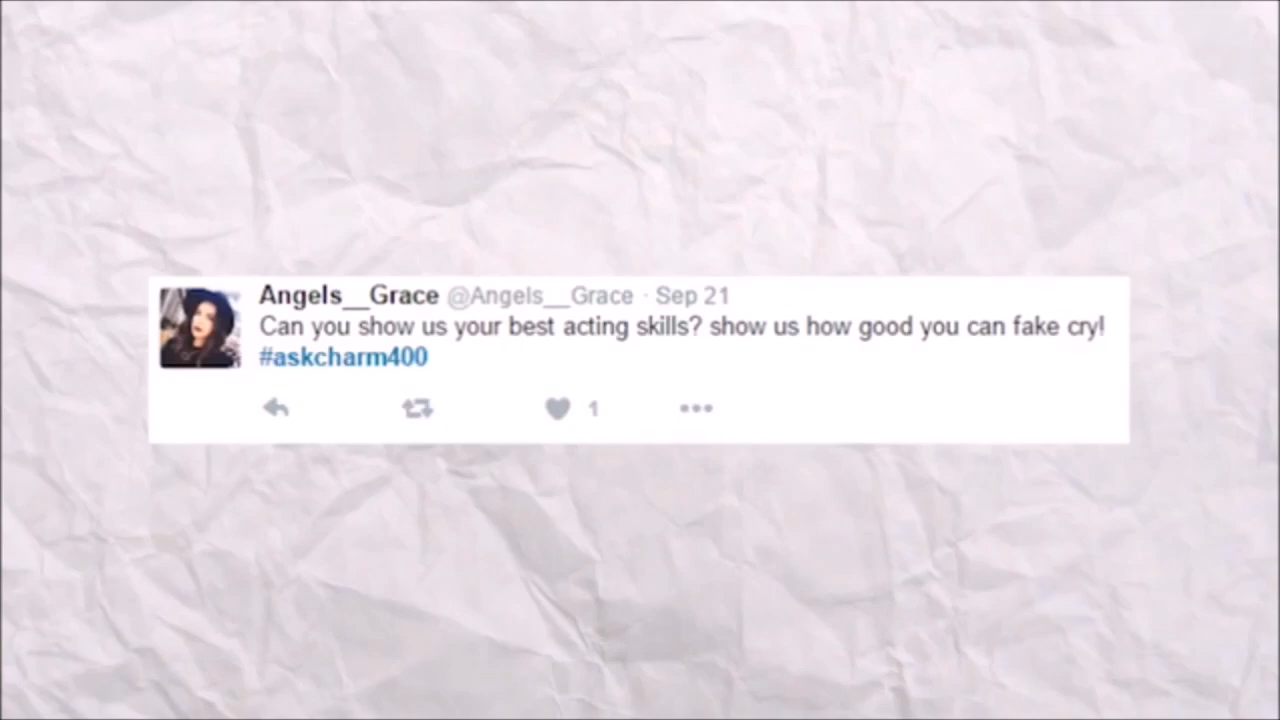 Angels__Grace @Angels__Grace · Sep 21
Can you show us your best acting skills? show us how good you can fake cry!
#askcharm400
1